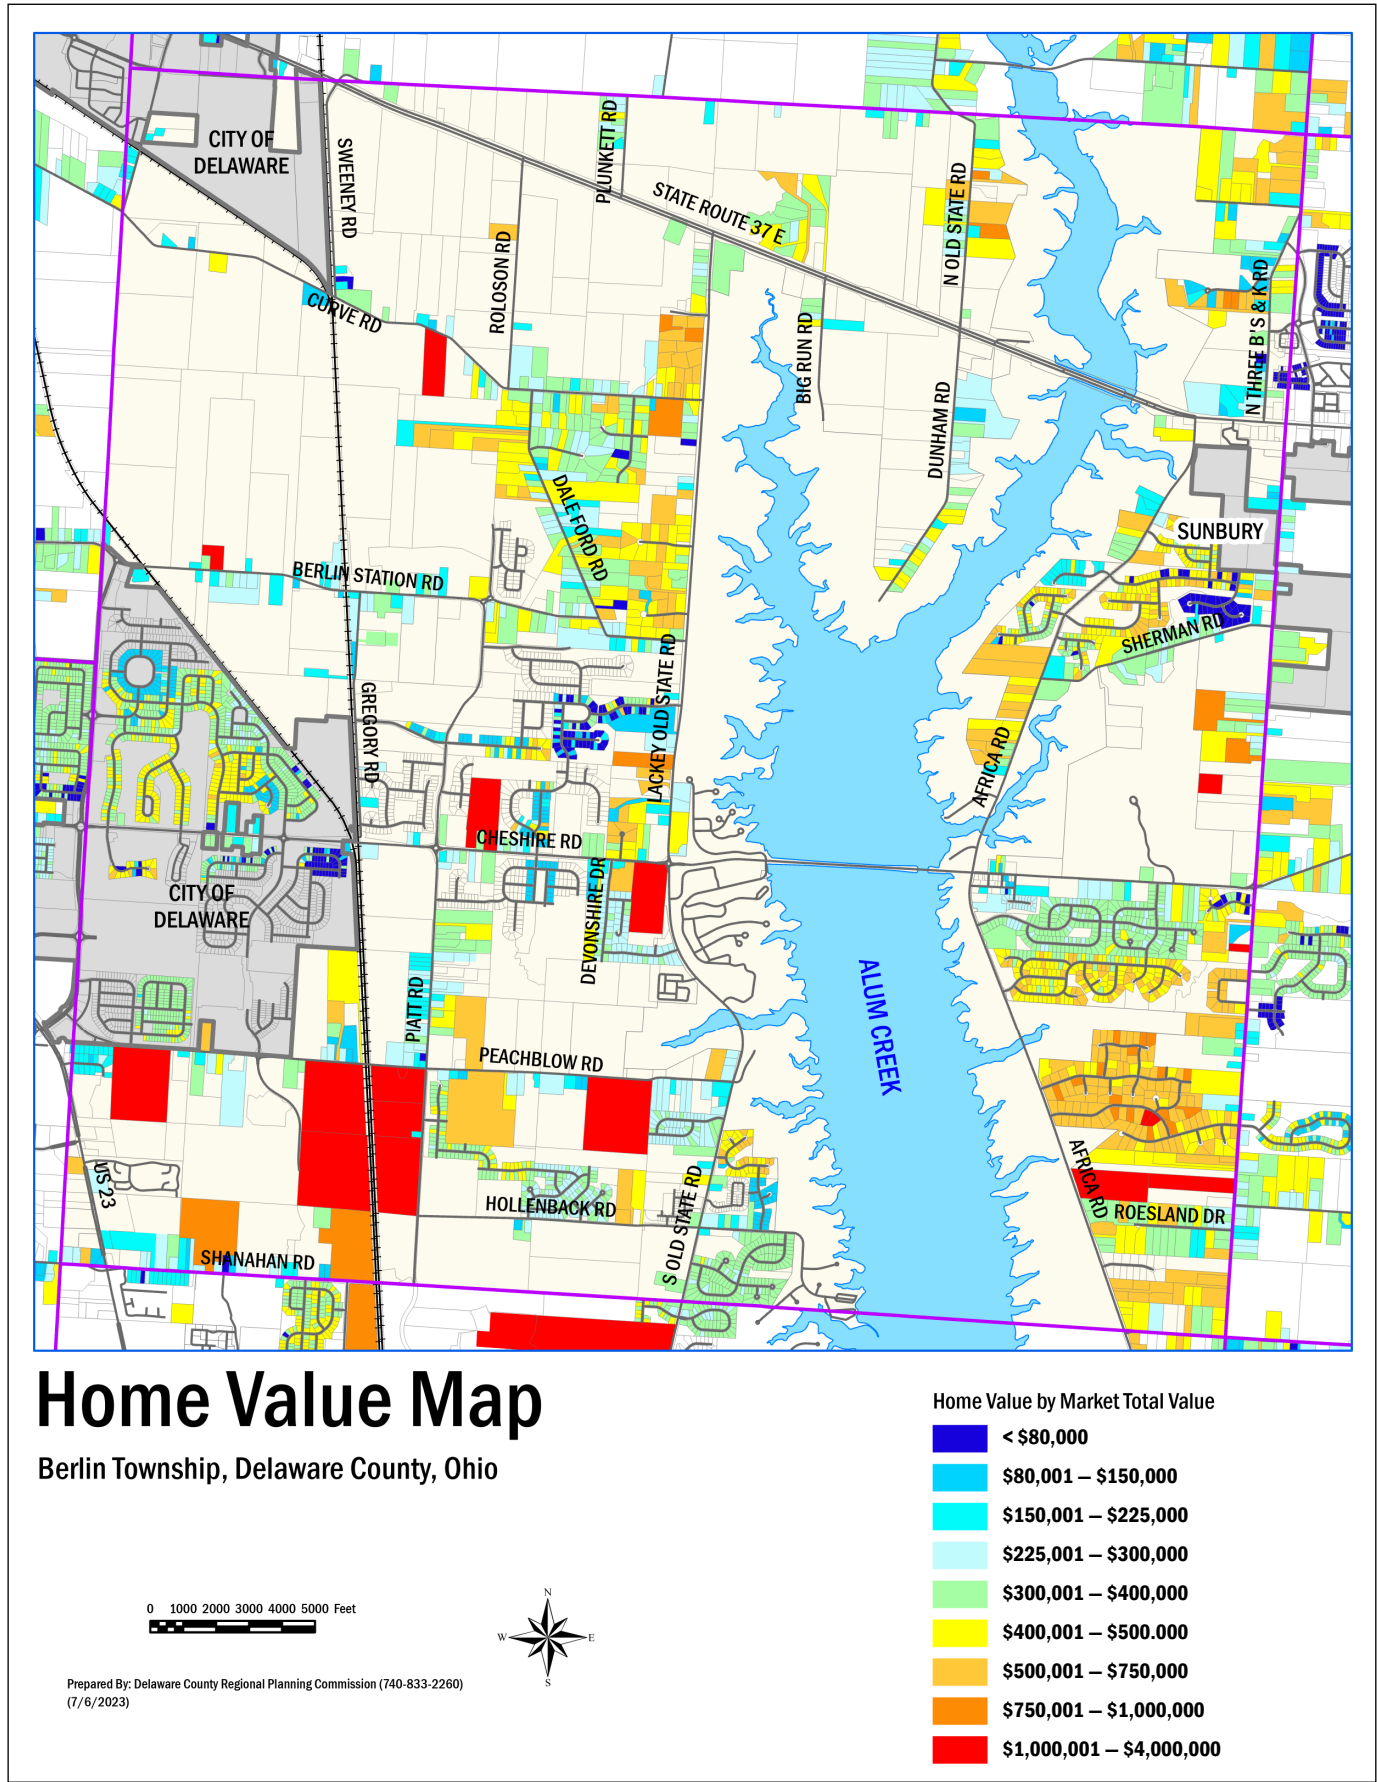 CITY OF
DELAWARE
SWEENEY RD
PLUNKETT RD
STATE ROUTE 37 E
N OLD STATE RD
ROLOSON RD
CURVE RD
BIG RUN RD
N THREE B'S & K RD
DUNHAM RD
DALE FORD RD
SUNBURY
BERLIN STATION RD
SHERMAN RD
LACKEY OLD STATE RD
GREGORY RD
AFRICA RD
CHESHIRE RD
CITY OF
DELAWARE
DEVONSHIRE DR
PIATT RD
ALUM CREEK
PEACHBLOW RD
US 23
HOLLENBACK RD
S OLD STATE RD
AFRICA RD
ROESLAND DR
SHANAHAN RD
Home Value Map
Berlin Township, Delaware County, Ohio
Home Value by Market Total Value
< $80,000
$80,001 – $150,000
$150,001 – $225,000
$225,001 – $300,000
$300,001 – $400,000
$400,001 – $500.000
$500,001 – $750,000
$750,001 – $1,000,000
$1,000,001 – $4,000,000
0 1000 2000 3000 4000 5000 Feet
N
W E
S
Prepared By: Delaware County Regional Planning Commission (740-833-2260)
(7/6/2023)